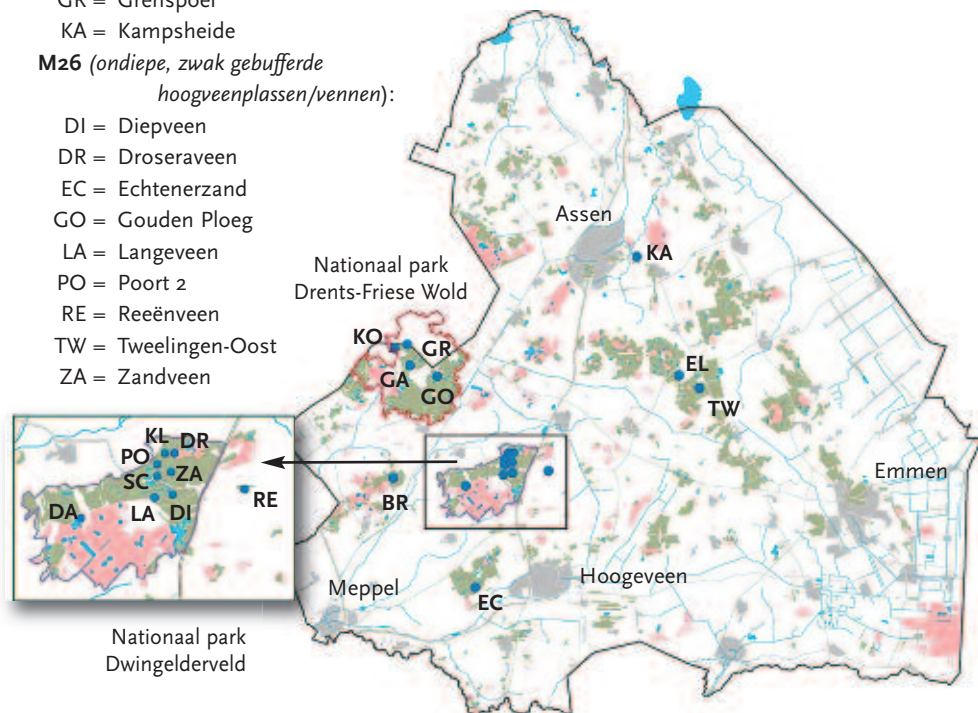 GR = Grenspoel
KA = Kampsheide
M26 (ondiepe, zwak gebufferde
hoogveenplassen/vennen):
DI = Diepveen
DR = Droseraveen
EC = Echtenerzand
GO = Gouden Ploeg
LA = Langeveen
PO = Poort 2
RE = Reeënveen
TW = Tweelingen-Oost
ZA = Zandveen
Assen
KA
Nationaal park
Drents-Friese Wold
KO
GR
GA
GO
EL
TW
KL
DR
PO
SC
ZA
DA
LA
DI
RE
BR
Emmen
Meppel
EC
Hoogeveen
Nationaal park
Dwingelderveld